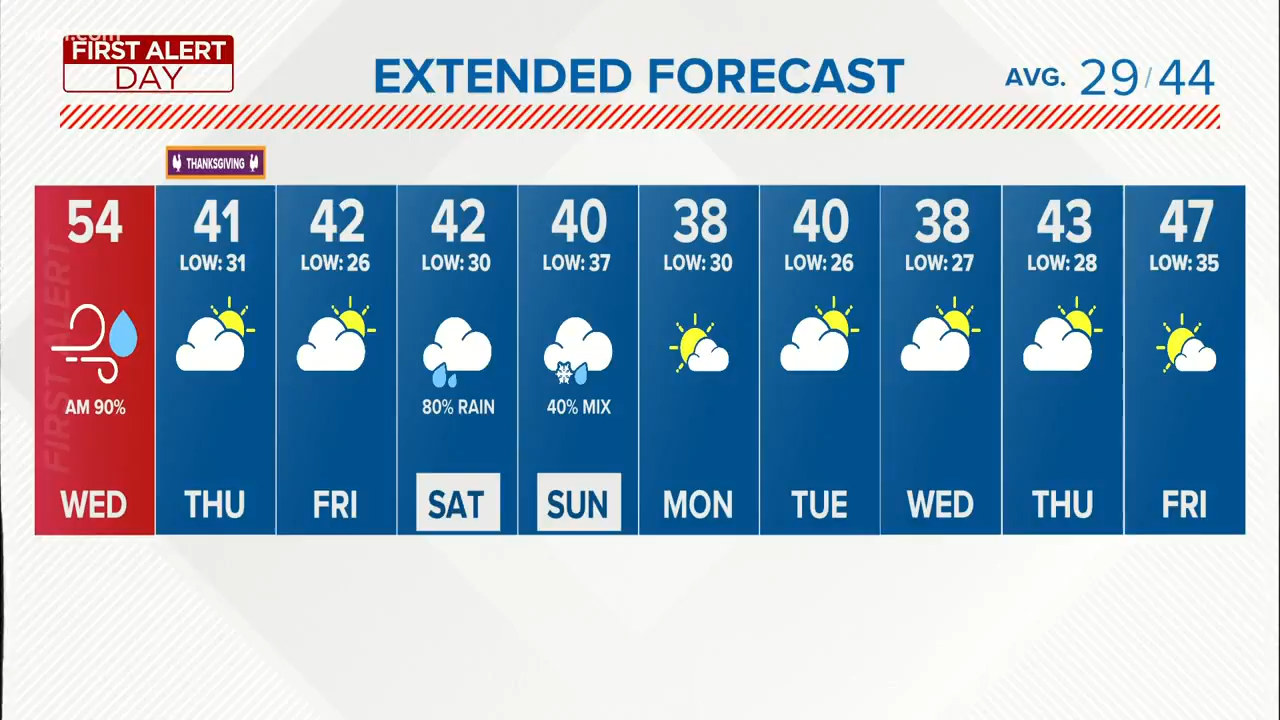 FIRST ALERT
DAY
EXTENDED FORECAST
AVG. 29/44
THANKSGIVING
54 41 42 42 40 38 40 38 43 47
LOW: 31 LOW: 26 LOW: 30 LOW: 37 LOW: 30 LOW: 26 LOW: 27 LOW: 28 LOW: 35
FIRST ALERT
AM 90% 80% RAIN 40% MIX
WED THU FRI SAT SUN MON TUE WED THU FRI